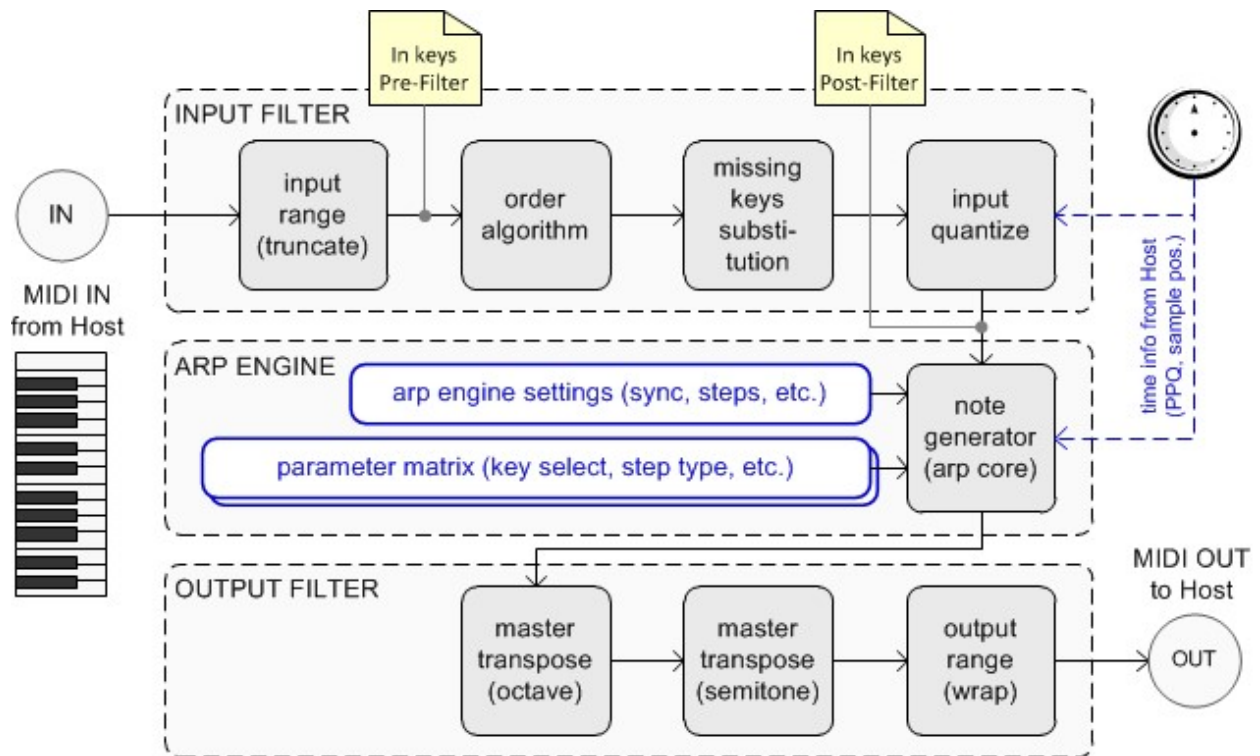 In keys
Pre-Filter
In keys
Post-Filter
INPUT FILTER
IN
input
range
(truncate)
order
algorithm
missing
keys
substi-
tution
input
quantize
MIDI IN
from Host
time info from Host
(PPQ, sample pos.)
ARP ENGINE
arp engine settings (sync, steps, etc.)
parameter matrix (key select, step type, etc.)
note
generator
(arp core)
OUTPUT FILTER
master
transpose
(octave)
master
transpose
(semitone)
output
range
(wrap)
MIDI OUT
to Host
OUT